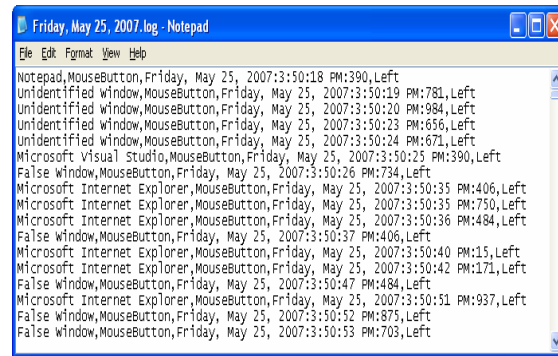 Friday, May 25, 2007.log - Notepad
File Edit Format View Help
Notepad,MouseButton,Friday, May 25, 2007:3:50:18 PM:390,Left
Unidentified Window,MouseButton,Friday, May 25, 2007:3:50:19 PM:781,Left
Unidentified Window,MouseButton,Friday, May 25, 2007:3:50:20 PM:984,Left
Unidentified Window,MouseButton,Friday, May 25, 2007:3:50:23 PM:656,Left
Unidentified Window,MouseButton,Friday, May 25, 2007:3:50:24 PM:671,Left
Microsoft Visual Studio,MouseButton,Friday, May 25, 2007:3:50:25 PM:390,Left
False Window,MouseButton,Friday, May 25, 2007:3:50:26 PM:734,Left
Microsoft Internet Explorer,MouseButton,Friday, May 25, 2007:3:50:35 PM:406,Left
Microsoft Internet Explorer,MouseButton,Friday, May 25, 2007:3:50:35 PM:750,Left
Microsoft Internet Explorer,MouseButton,Friday, May 25, 2007:3:50:36 PM:484,Left
False Window,MouseButton,Friday, May 25, 2007:3:50:37 PM:406,Left
Microsoft Internet Explorer,MouseButton,Friday, May 25, 2007:3:50:40 PM:15,Left
Microsoft Internet Explorer,MouseButton,Friday, May 25, 2007:3:50:42 PM:171,Left
False Window,MouseButton,Friday, May 25, 2007:3:50:47 PM:484,Left
Microsoft Internet Explorer,MouseButton,Friday, May 25, 2007:3:50:51 PM:937,Left
False Window,MouseButton,Friday, May 25, 2007:3:50:52 PM:875,Left
False Window,MouseButton,Friday, May 25, 2007:3:50:53 PM:703,Left